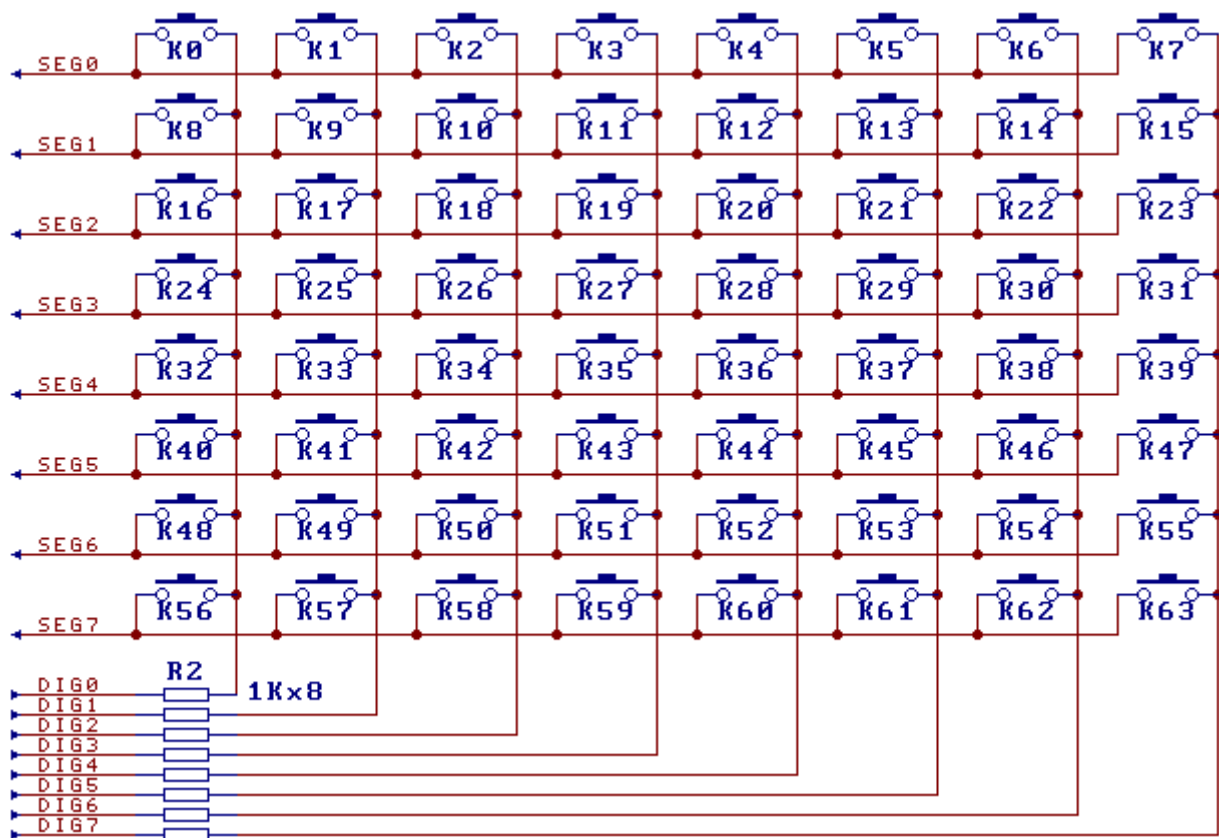 K0 K1 K2 K3 K4 K5 K6 K7
SEG0
K8 K9 K10 K11 K12 K13 K14 K15
SEG1
K16 K17 K18 K19 K20 K21 K22 K23
SEG2
K24 K25 K26 K27 K28 K29 K30 K31
SEG3
K32 K33 K34 K35 K36 K37 K38 K39
SEG4
K40 K41 K42 K43 K44 K45 K46 K47
SEG5
K48 K49 K50 K51 K52 K53 K54 K55
SEG6
K56 K57 K58 K59 K60 K61 K62 K63
SEG7
R2
DIG0 1Kx8
DIG1
DIG2
DIG3
DIG4
DIG5
DIG6
DIG7